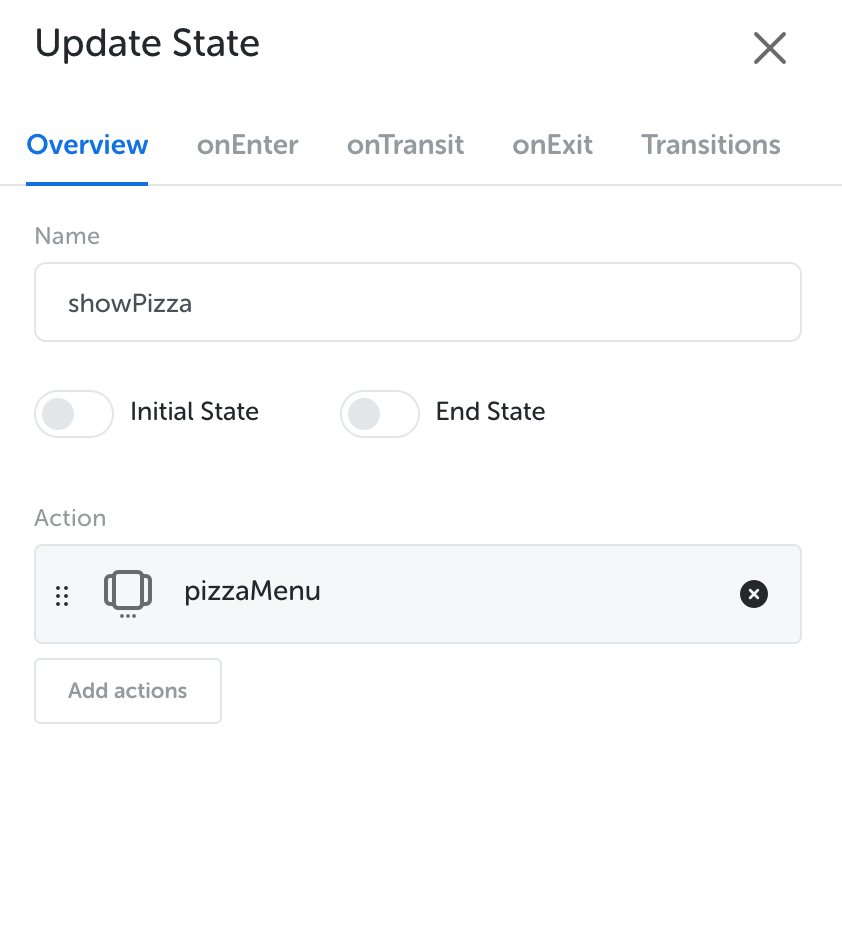 Update State
Overview onEnter onTransit onExit Transitions
Name
showPizza
Initial State End State
Action
pizzaMenu
Add actions